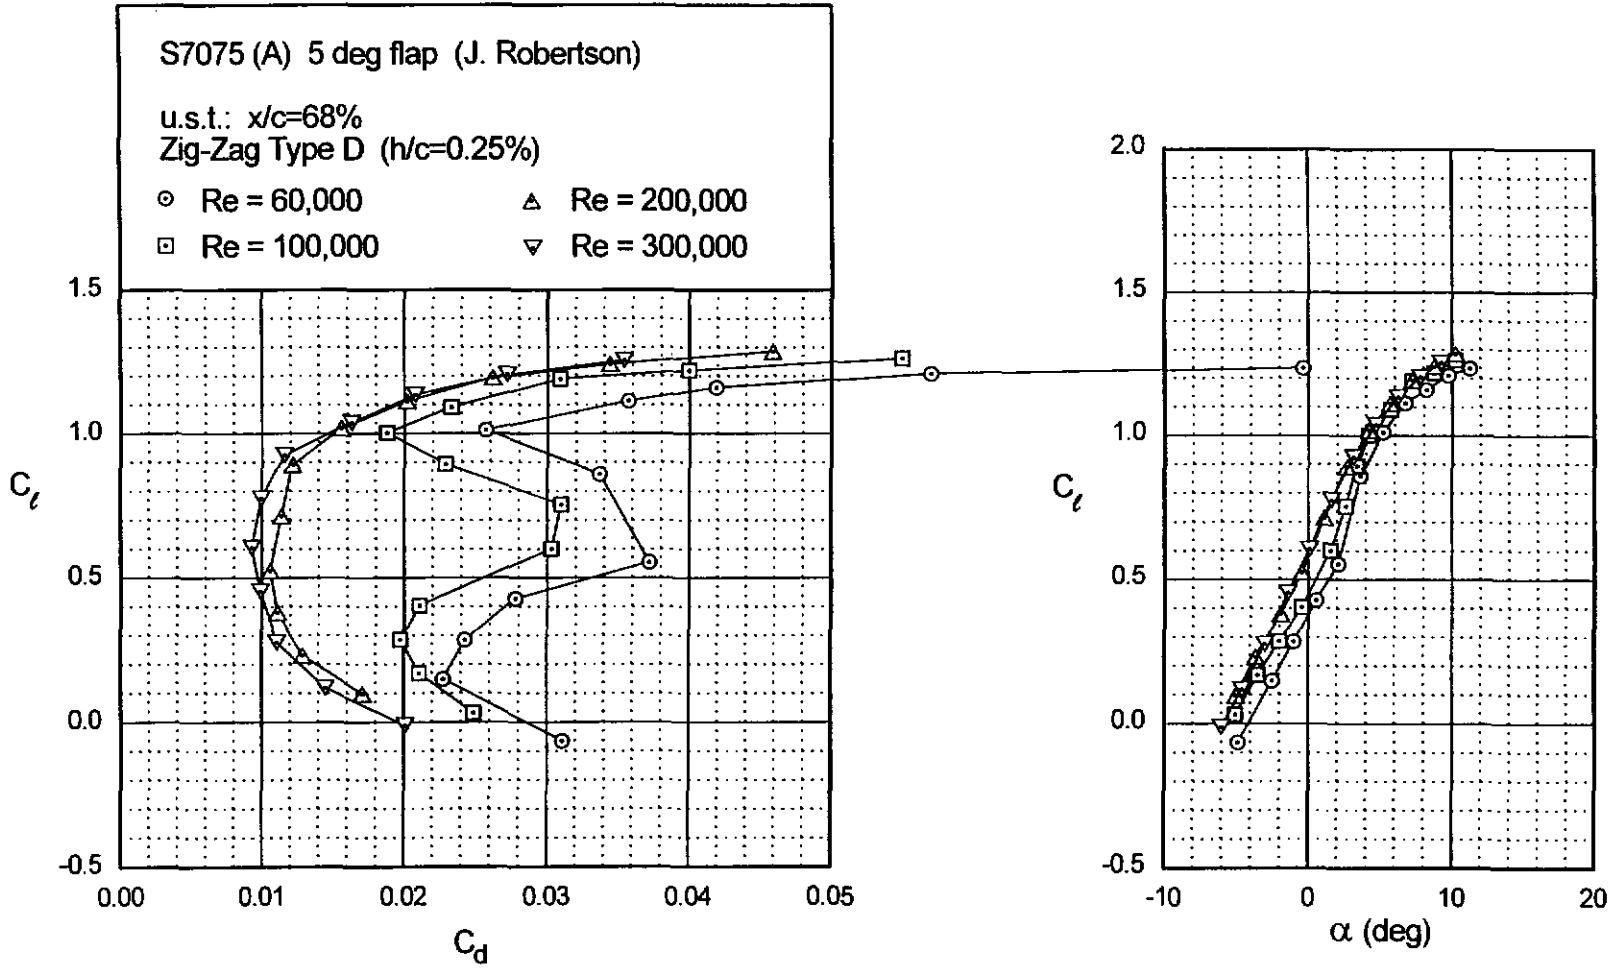 S7075 (A) 5 deg flap (J. Robertson)
u.s.t.: x/c=68%
Zig-Zag Type D (h/c=0.25%)
Re = 60,000
Re = 200,000
Re = 100,000
Re = 300,000
1.5
1.0
0.5
0.0
-0.5
Cℓ
0.00
0.01
0.02
0.03
0.04
0.05
Cd
2.0
1.5
1.0
0.5
0.0
-0.5
Cℓ
-10
0
10
20
α (deg)